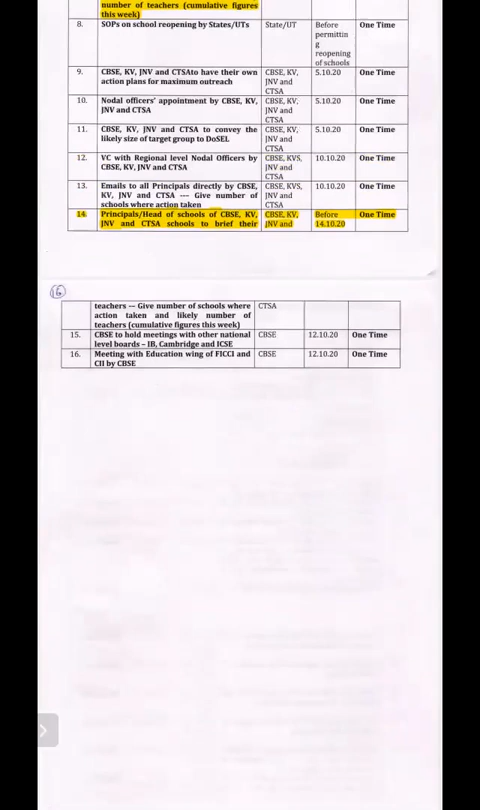 number of teachers (cumulative figures
this week)
8. SOPs on school reopening by States/UTs State/UT Before One Time
permittin
g
reopening
of schools
9. CBSE, KV, JNV and CTSAto have their own CBSE, KV, 5.10.20 One Time
action plans for maximum outreach JNV and
CTSA
10. Nodal officers' appointment by CBSE, KV, CBSE, KV, 5.10.20 One Time
JNV and CTSA JNV and
CTSA
11. CBSE, KV, JNV and CTSA to convey the CBSE, KV, 5.10.20 One Time
likely size of target group to DoSEL JNV and
CTSA
12. VC with Regional level Nodal Officers by CBSE, KVS, 10.10.20 One Time
CBSE, KV, JNV and CTSA JNV and
CTSA
13. Emails to all Principals directly by CBSE, CBSE, KVS, 10.10.20 One Time
KV, JNV and CTSA --- Give number of JNV and
schools where action taken CTSA
14. Principals/Head of schools of CBSE, KV, CBSE, KV, Before One Time
JNV and CTSA schools to brief their JNV and 14.10.20
16
teachers -- Give number of schools where CTSA
action taken and likely number of
teachers (cumulative figures this week)
15. CBSE to hold meetings with other national CBSE 12.10.20 One Time
level boards – IB, Cambridge and ICSE
16. Meeting with Education wing of FICCI and CBSE 12.10.20 One Time
CII by CBSE